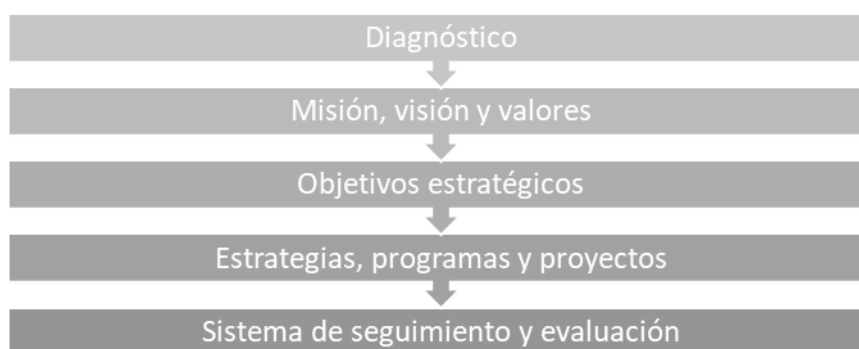 Diagnóstico
Misión, visión y valores
Objetivos estratégicos
Estrategias, programas y proyectos
Sistema de seguimiento y evaluación